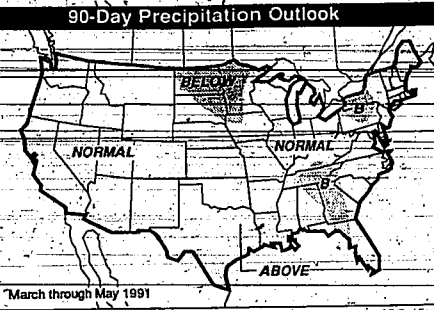 90-Day Precipitation Outlook
BELOW
B
NORMAL
NORMAL
B
ABOVE
March through May 1991